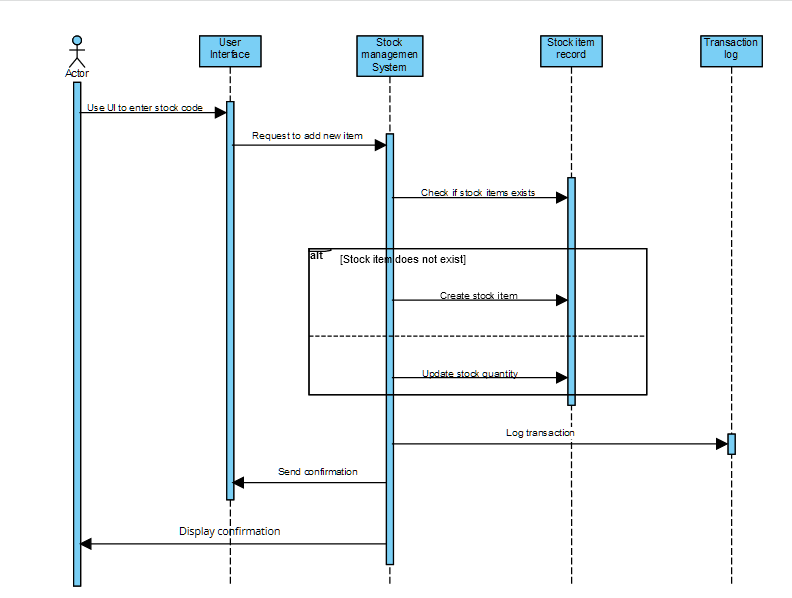 User
Interface
Stock
managemen
System
Stock item
record
Transaction
log
Actor
Use UI to enter stock code
Request to add new item
Check if stock items exists
alt
[Stock item does not exist]
Create stock item
Update stock quantity
Log transaction
Send confirmation
Display confirmation